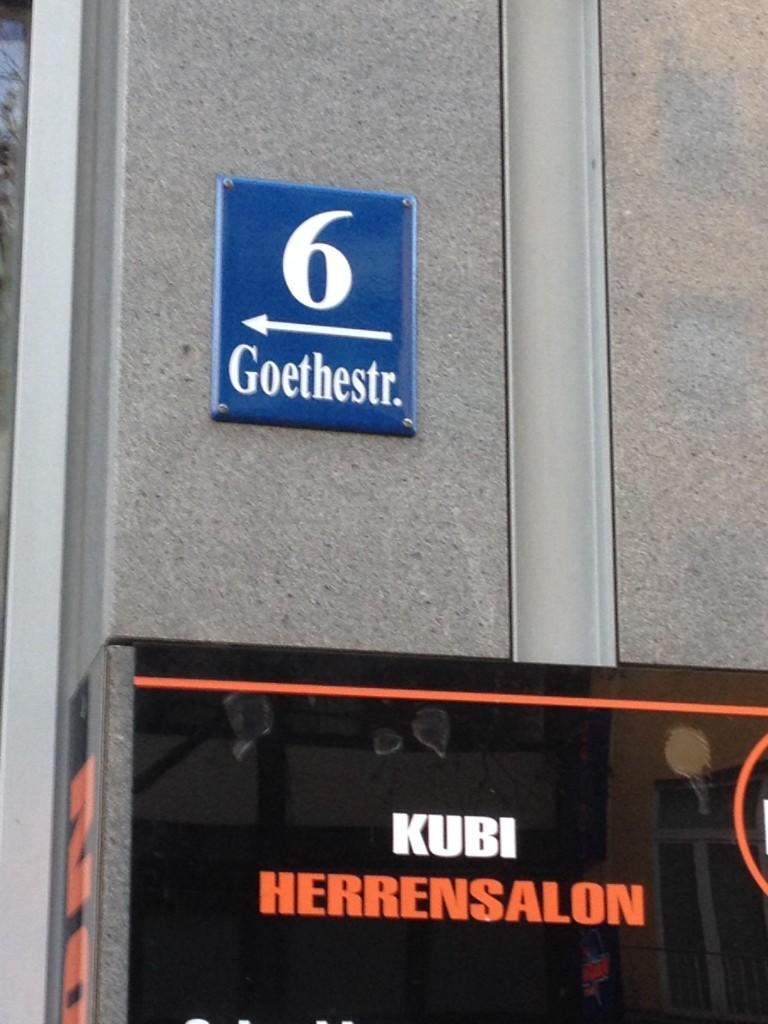 6
Goethestr.
KUBI
HERRENSALON